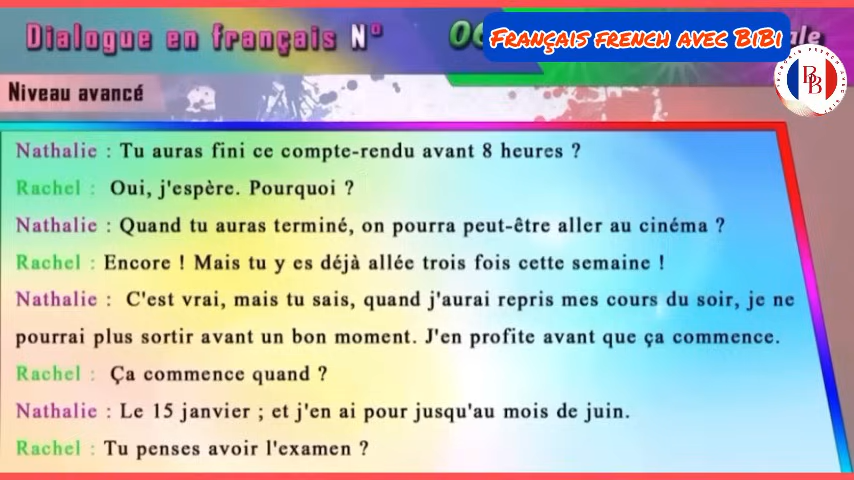 Dialogue en français N° 06
Français french avec BiBi
Niveau avancé
Nathalie : Tu auras fini ce compte-rendu avant 8 heures ?
Rachel : Oui, j'espère. Pourquoi ?
Nathalie : Quand tu auras terminé, on pourra peut-être aller au cinéma ?
Rachel : Encore ! Mais tu y es déjà allée trois fois cette semaine !
Nathalie : C'est vrai, mais tu sais, quand j'aurai repris mes cours du soir, je ne
pourrai plus sortir avant un bon moment. J'en profite avant que ça commence.
Rachel : Ça commence quand ?
Nathalie : Le 15 janvier ; et j'en ai pour jusqu'au mois de juin.
Rachel : Tu penses avoir l'examen ?